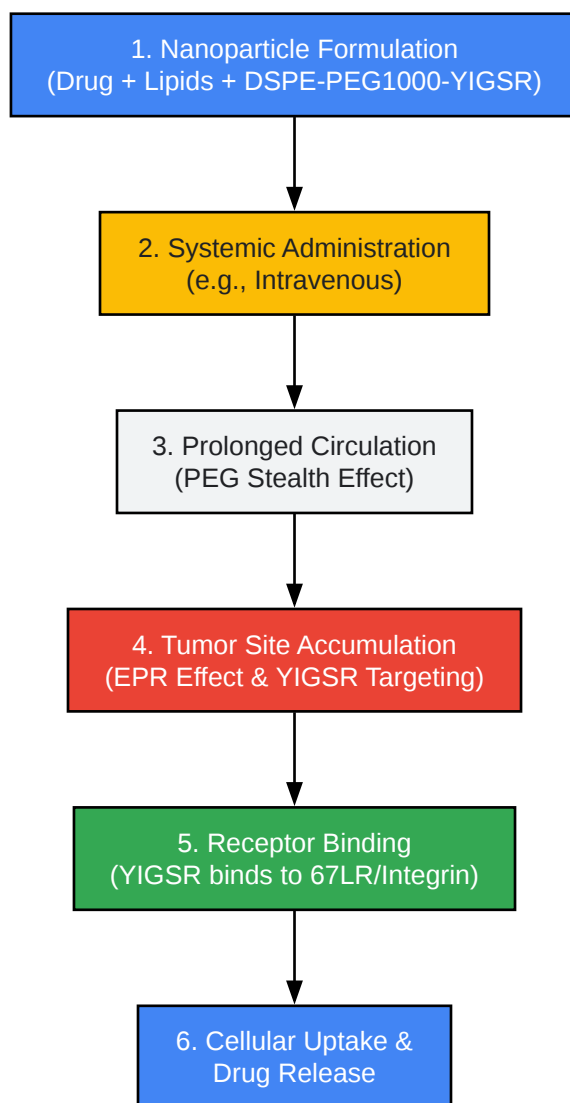 1. Nanoparticle Formulation
(Drug + Lipids + DSPE-PEG1000-YIGSR)
2. Systemic Administration
(e.g., Intravenous)
3. Prolonged Circulation
(PEG Stealth Effect)
4. Tumor Site Accumulation
(EPR Effect & YIGSR Targeting)
5. Receptor Binding
(YIGSR binds to 67LR/Integrin)
6. Cellular Uptake &
Drug Release